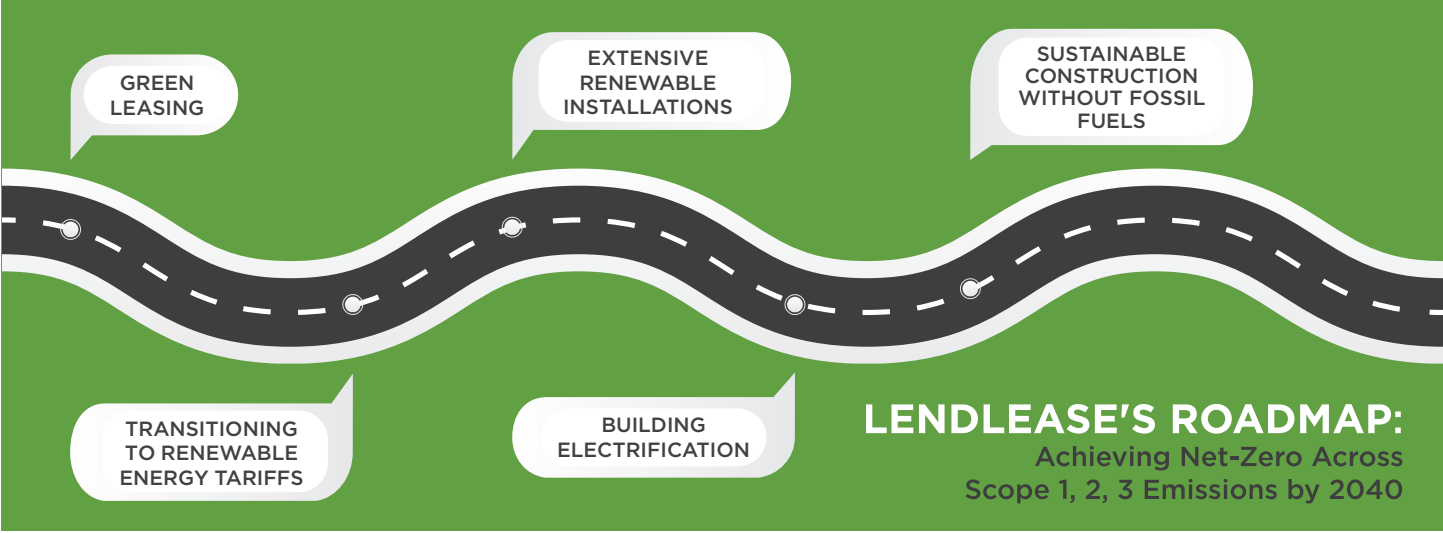 GREEN
LEASING
TRANSITIONING
TO RENEWABLE
ENERGY TARIFFS
EXTENSIVE
RENEWABLE
INSTALLATIONS
BUILDING
ELECTRIFICATION
SUSTAINABLE
CONSTRUCTION
WITHOUT FOSSIL
FUELS
LENDLEASE'S ROADMAP:
Achieving Net-Zero Across
Scope 1, 2, 3 Emissions by 2040